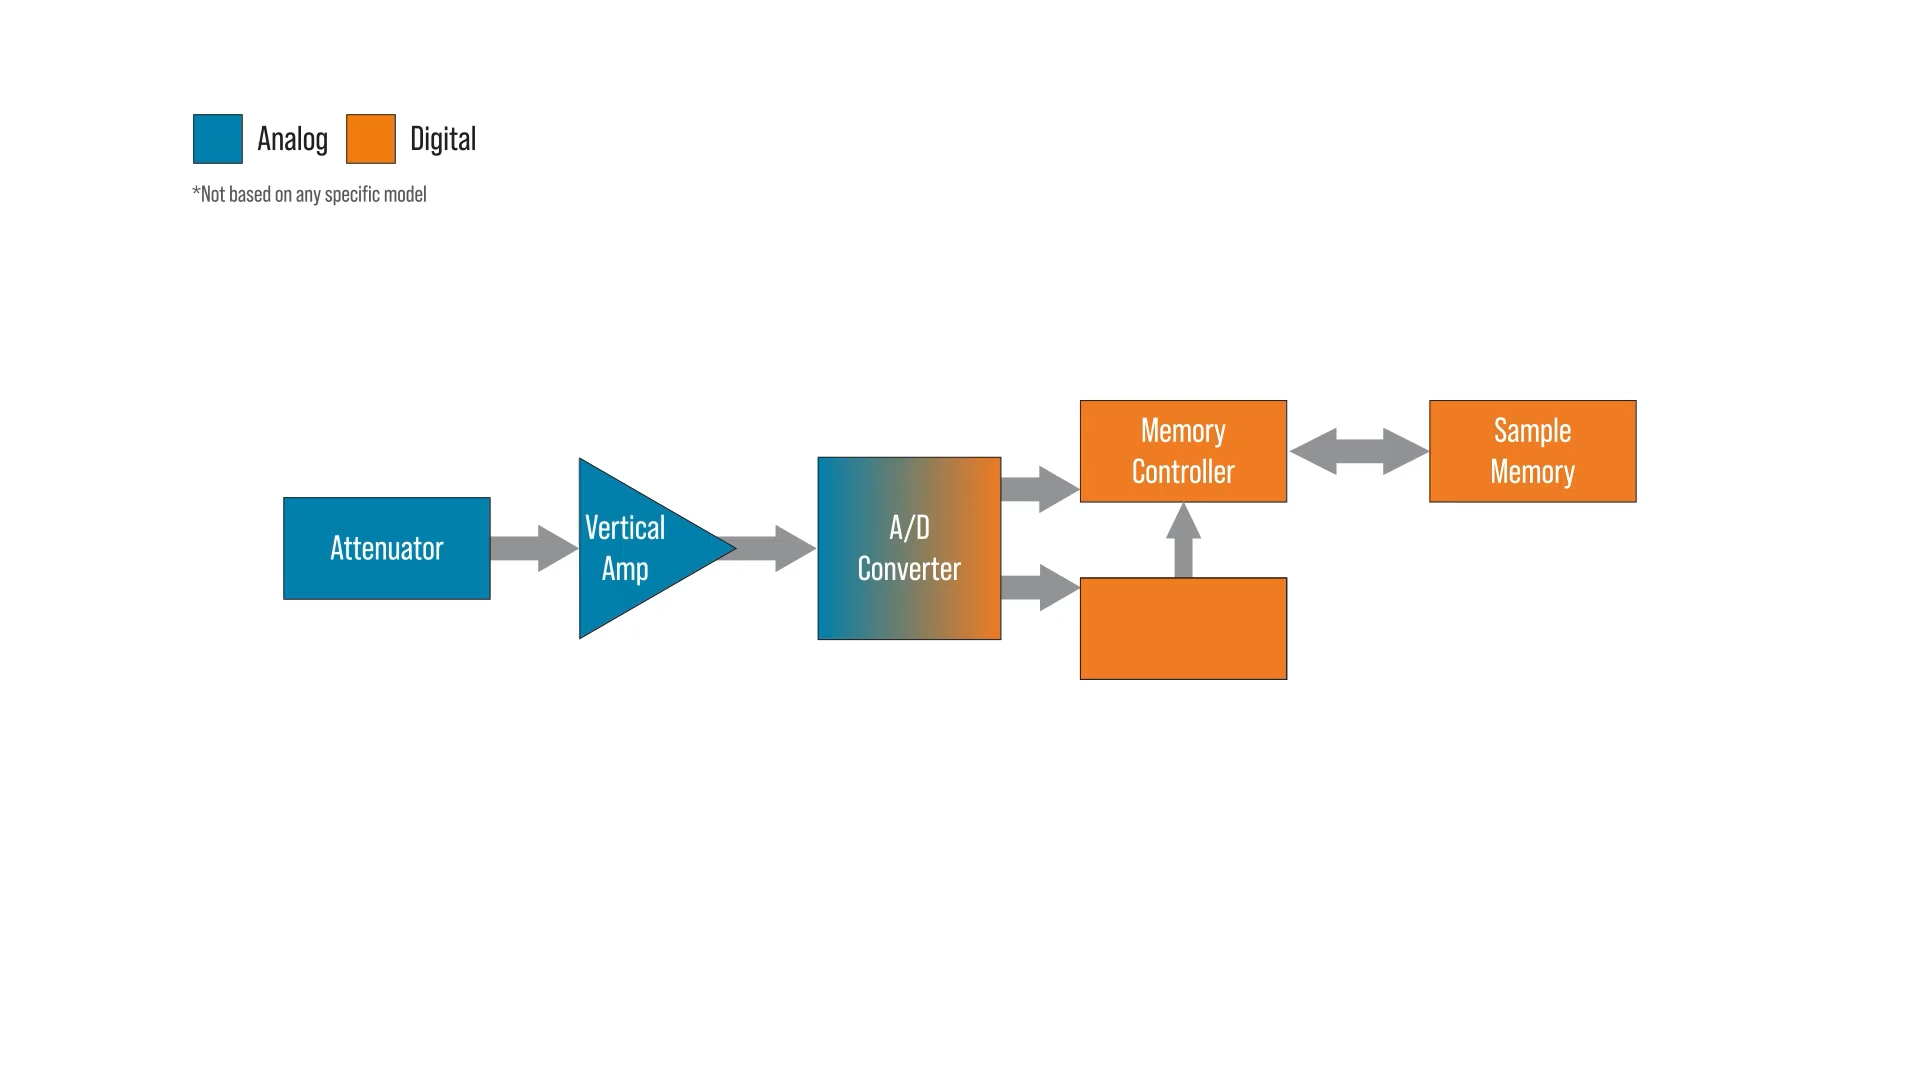 Analog
Digital
*Not based on any specific model
Attenuator
Vertical
Amp
A/D
Converter
Memory
Controller
Sample
Memory